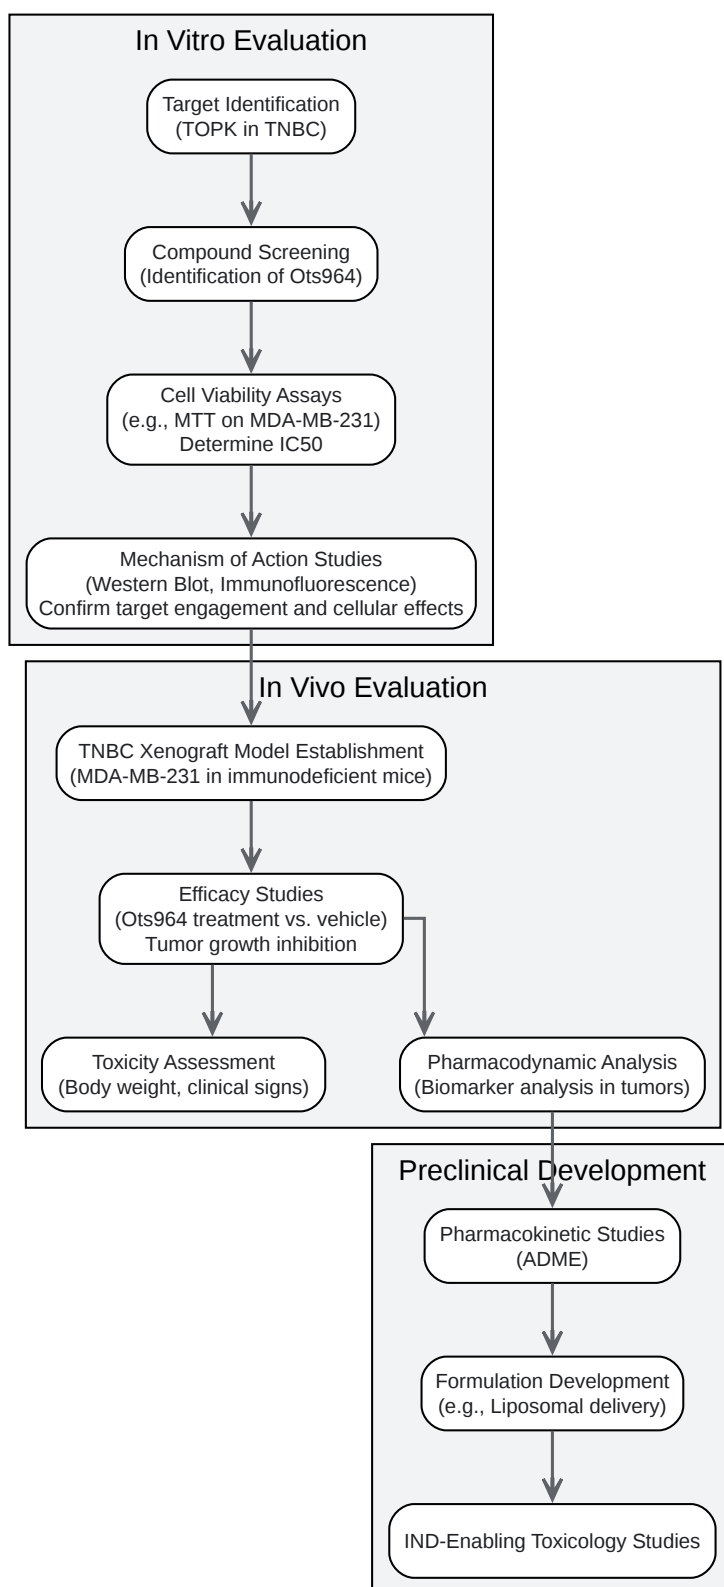 In Vitro Evaluation
Target Identification
(TOPK in TNBC)
Compound Screening
(Identification of Ots964)
Cell Viability Assays
(e.g., MTT on MDA-MB-231)
Determine IC50
Mechanism of Action Studies
(Western Blot, Immunofluorescence)
Confirm target engagement and cellular effects
In Vivo Evaluation
TNBC Xenograft Model Establishment
(MDA-MB-231 in immunodeficient mice)
Efficacy Studies
(Ots964 treatment vs. vehicle)
Tumor growth inhibition
Toxicity Assessment
(Body weight, clinical signs)
Pharmacodynamic Analysis
(Biomarker analysis in tumors)
Preclinical Development
Pharmacokinetic Studies
(ADME)
Formulation Development
(e.g., Liposomal delivery)
IND-Enabling Toxicology Studies